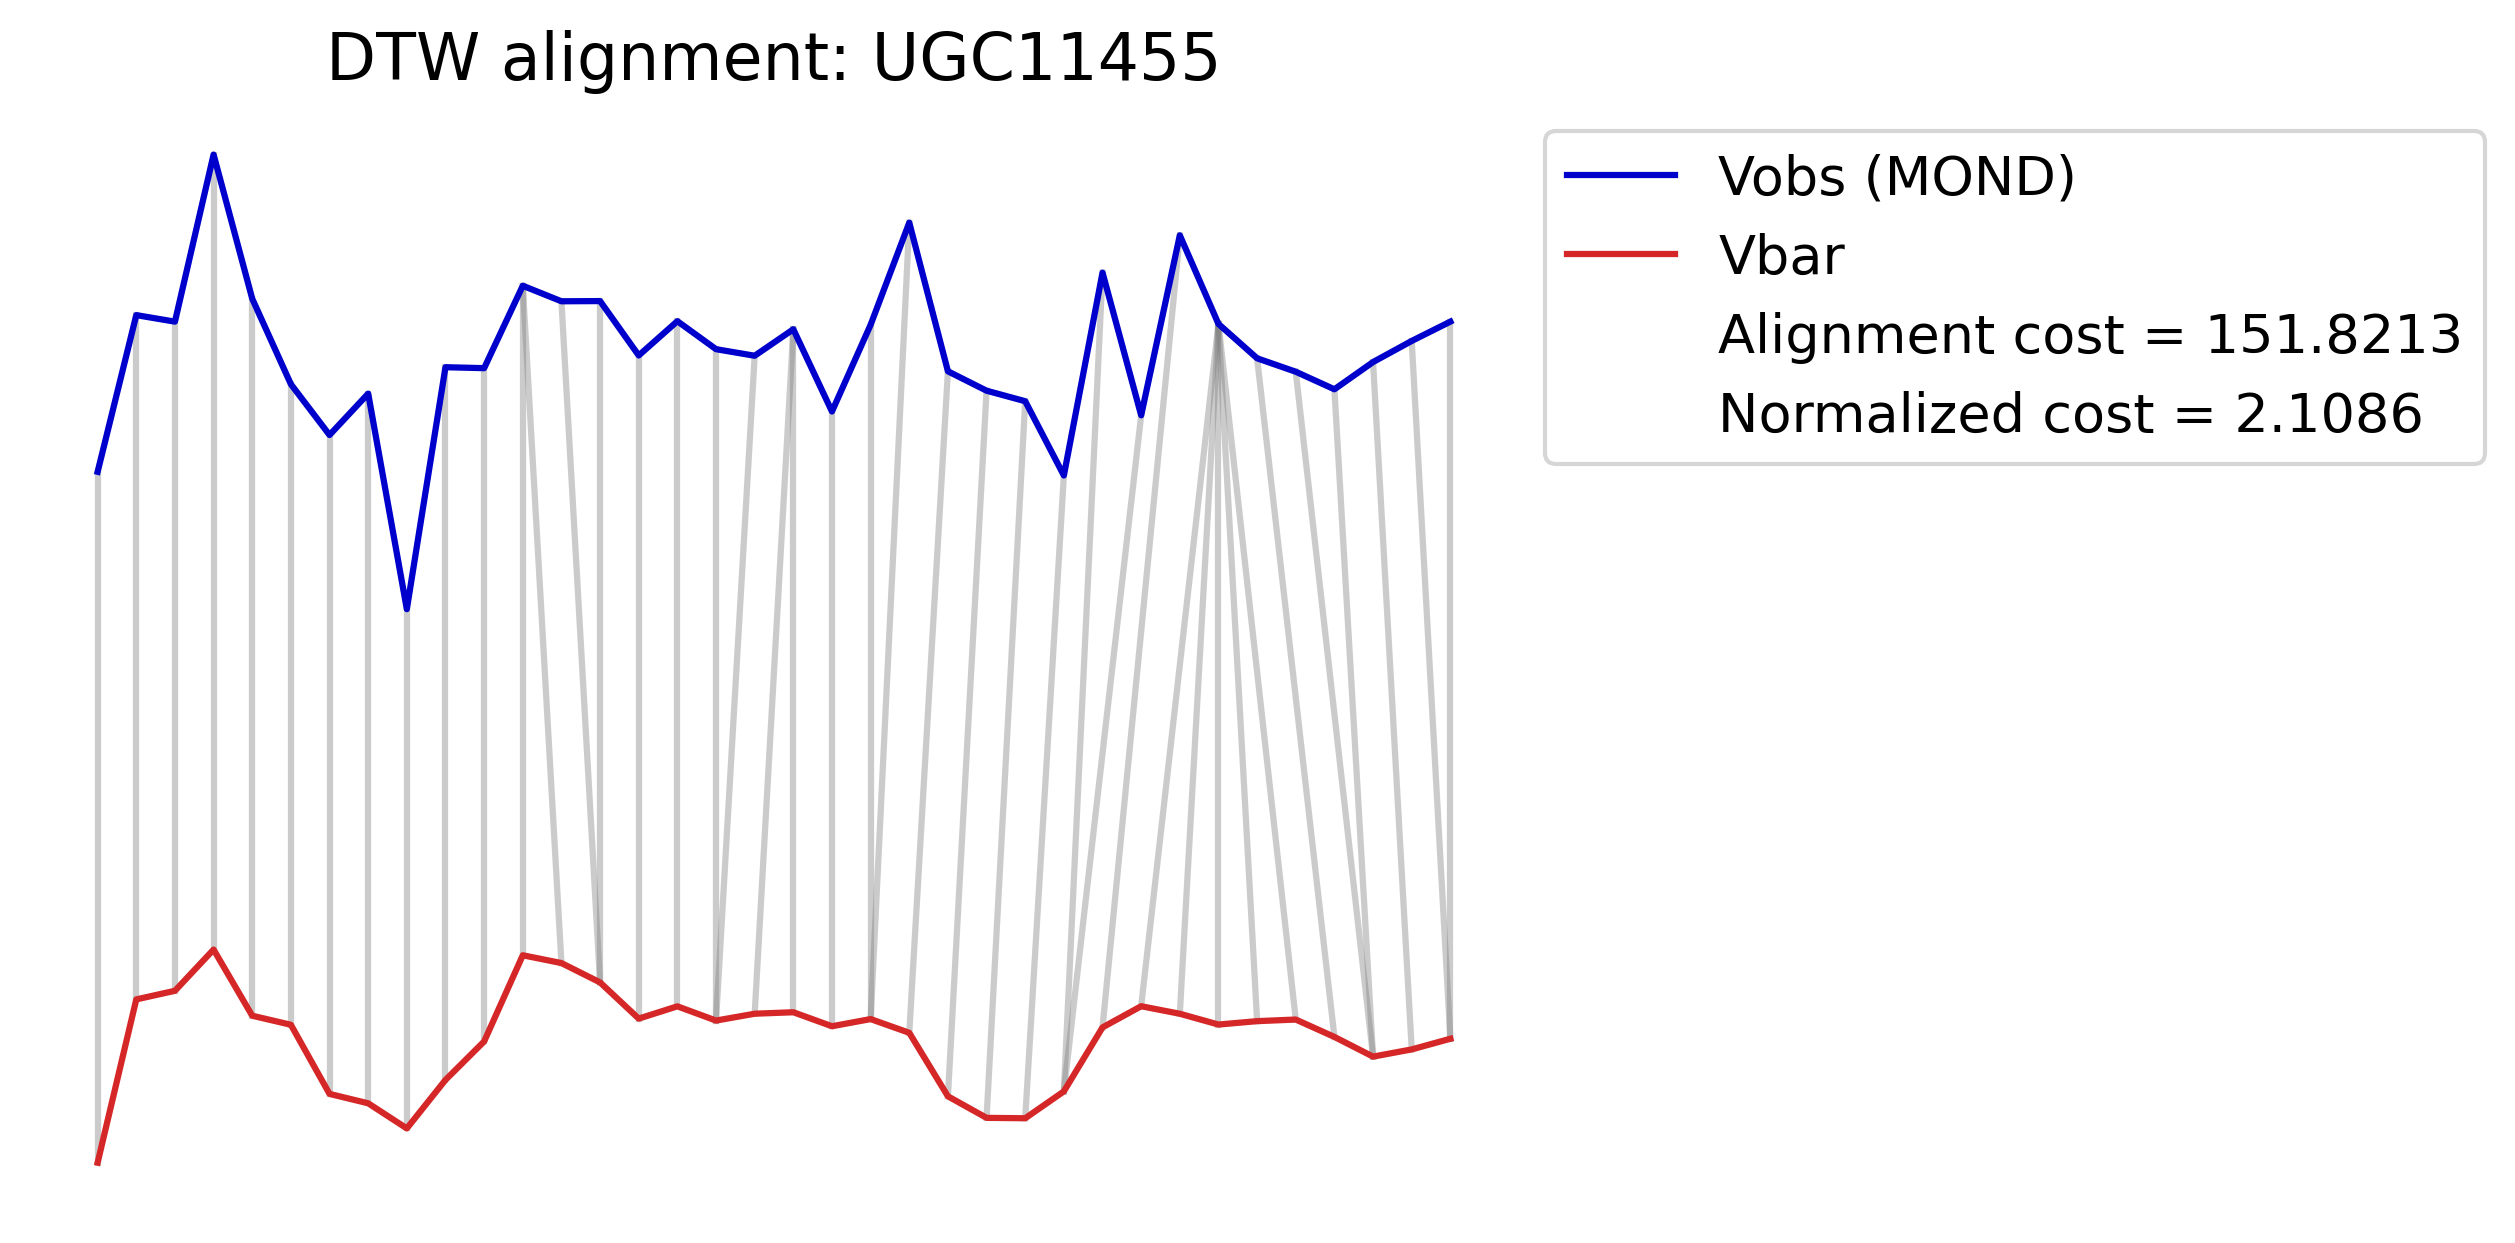 DTW alignment: UGC11455
Vobs (MOND)
Vbar
Alignment cost = 151.8213
Normalized cost = 2.1086